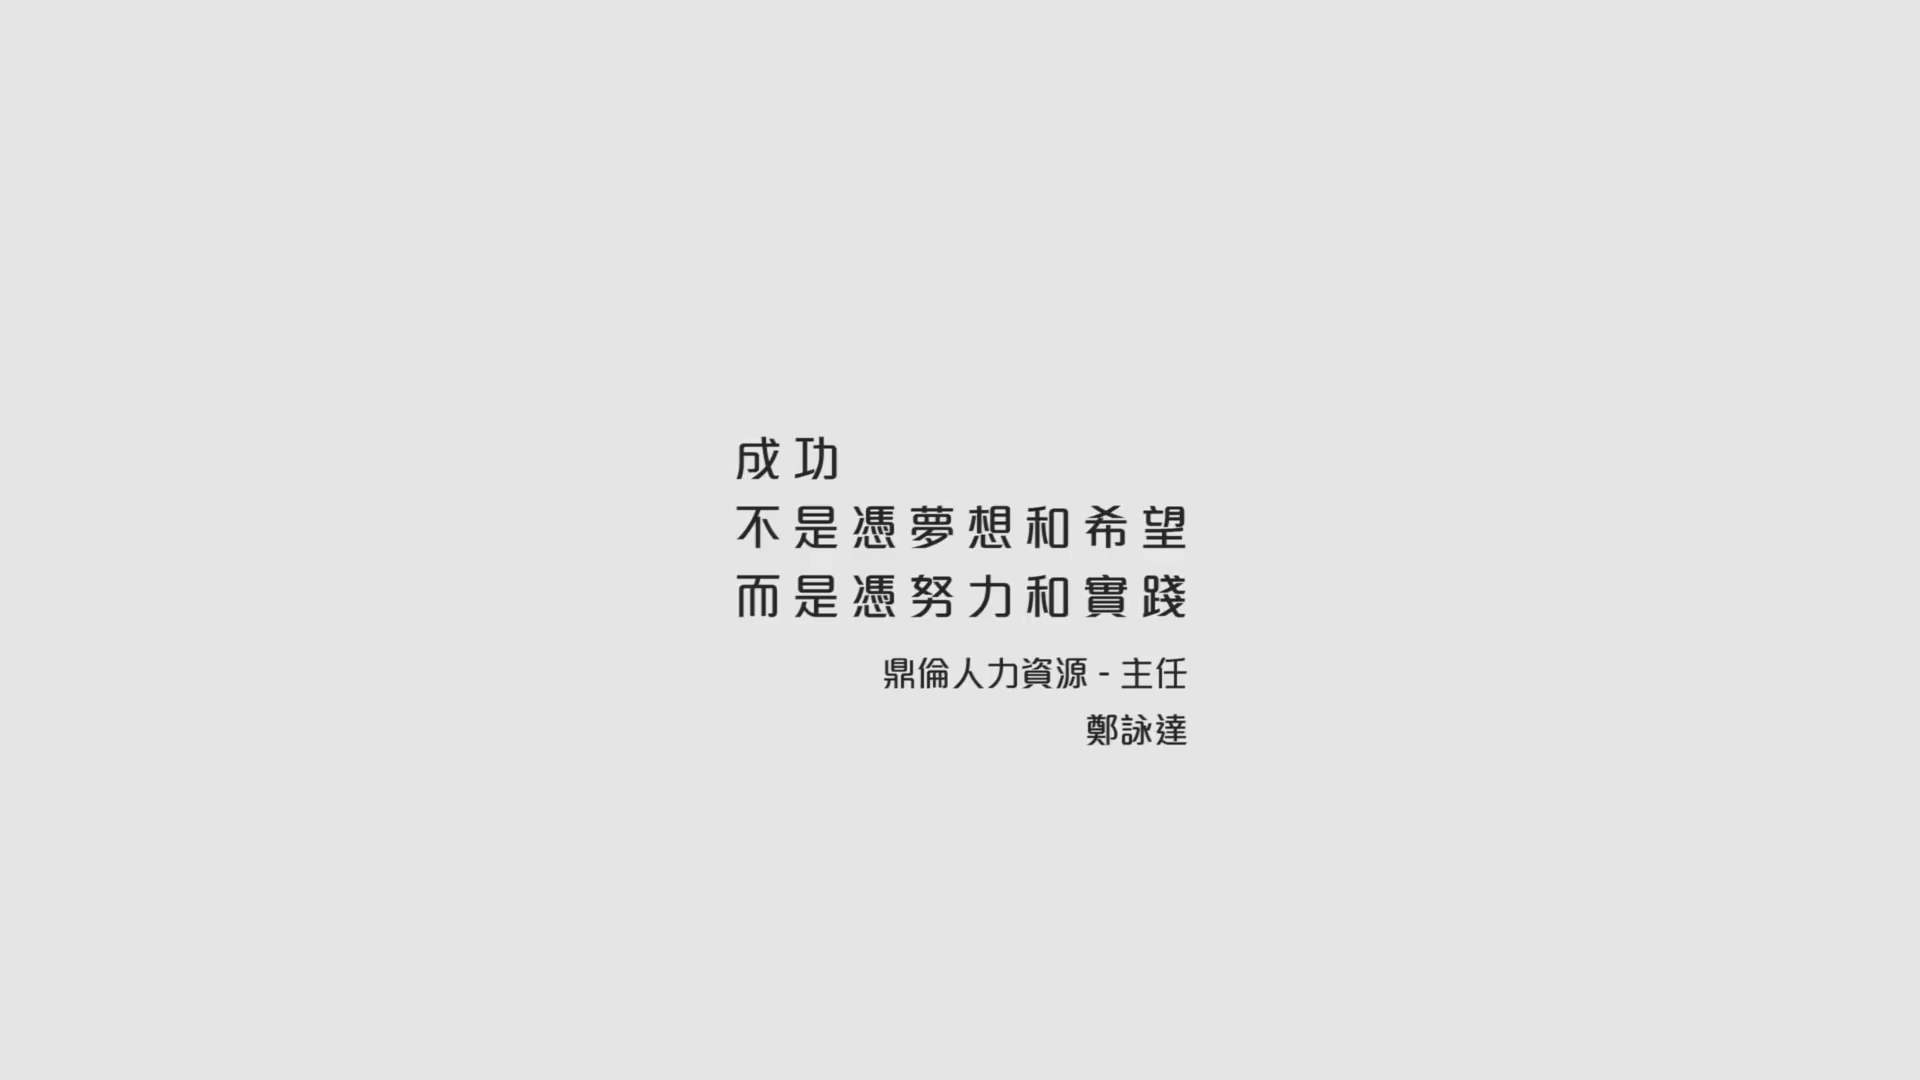 成功
不是憑夢想和希望
而是憑努力和實踐
鼎倫人力資源 - 主任
鄭詠達